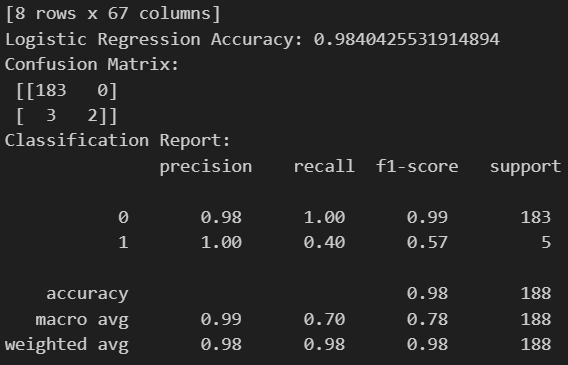 [8 rows x 67 columns]
Logistic Regression Accuracy: 0.9840425531914894
Confusion Matrix:
 [[183   0]
 [  3   2]]
Classification Report:
              precision    recall  f1-score   support

           0       0.98      1.00      0.99       183
           1       1.00      0.40      0.57         5

    accuracy                           0.98       188
   macro avg       0.99      0.70      0.78       188
weighted avg       0.98      0.98      0.98       188